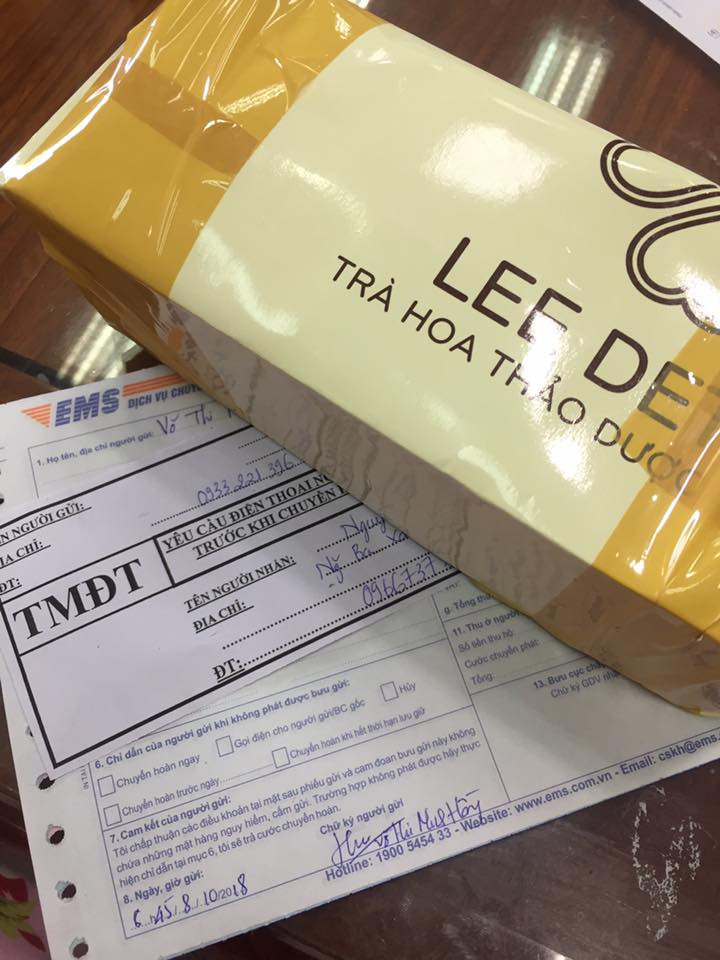 LEE DET
TRÀ HOA THẢO DƯỢC
EMS DỊCH VỤ CHUYỂN
1. Họ tên, địa chỉ người gửi: Võ Thị
TÊN NGƯỜI GỬI:
ĐỊA CHỈ:
0933 221 396
ĐT:
TMĐT
YÊU CẦU ĐIỆN THOẠI
TRƯỚC KHI CHUYỂN
TÊN NGƯỜI NHẬN:
ĐỊA CHỈ:
ĐT: 0966737
g. Tổng
11. Thu ở người
Số tiền thu hộ:
Cước chuyển phát:
Tổng:
13. Bưu cục
Chữ ký GDV
6. Chỉ dẫn của người gửi khi không phát được bưu gửi:
Chuyển hoàn ngay
Gọi điện cho người gửi/BC gốc
Hủy
Chuyển hoàn trước ngày
Chuyển hoàn khi hết thời hạn lưu giữ
7. Cam kết của người gửi:
Tôi chấp thuận các điều khoản tại mặt sau phiếu gửi và cam đoan bưu gửi này không
chứa những mặt hàng nguy hiểm, cấm gửi. Trường hợp không phát được hãy thực
hiện chỉ dẫn tại mục 6, tôi sẽ trả cước chuyển hoàn.
8. Ngày, giờ gửi:
Chữ ký người gửi
8/10/2018
Hotline: 1900 5454 33 - Website: www.ems.com.vn - Email: cskh@ems.